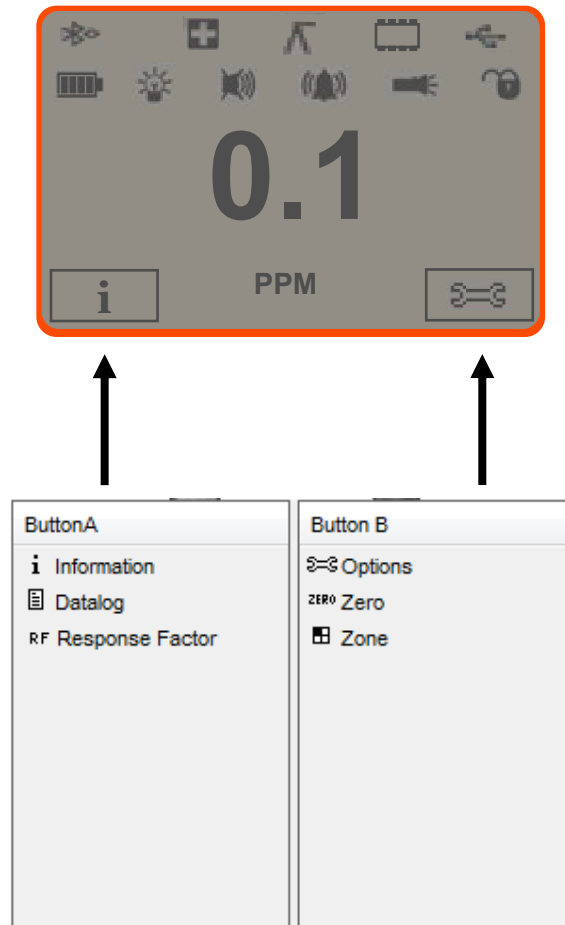 0.1
i
PPM
ButtonA
Button B
i Information
Options
Datalog
ZERO Zero
RF Response Factor
Zone